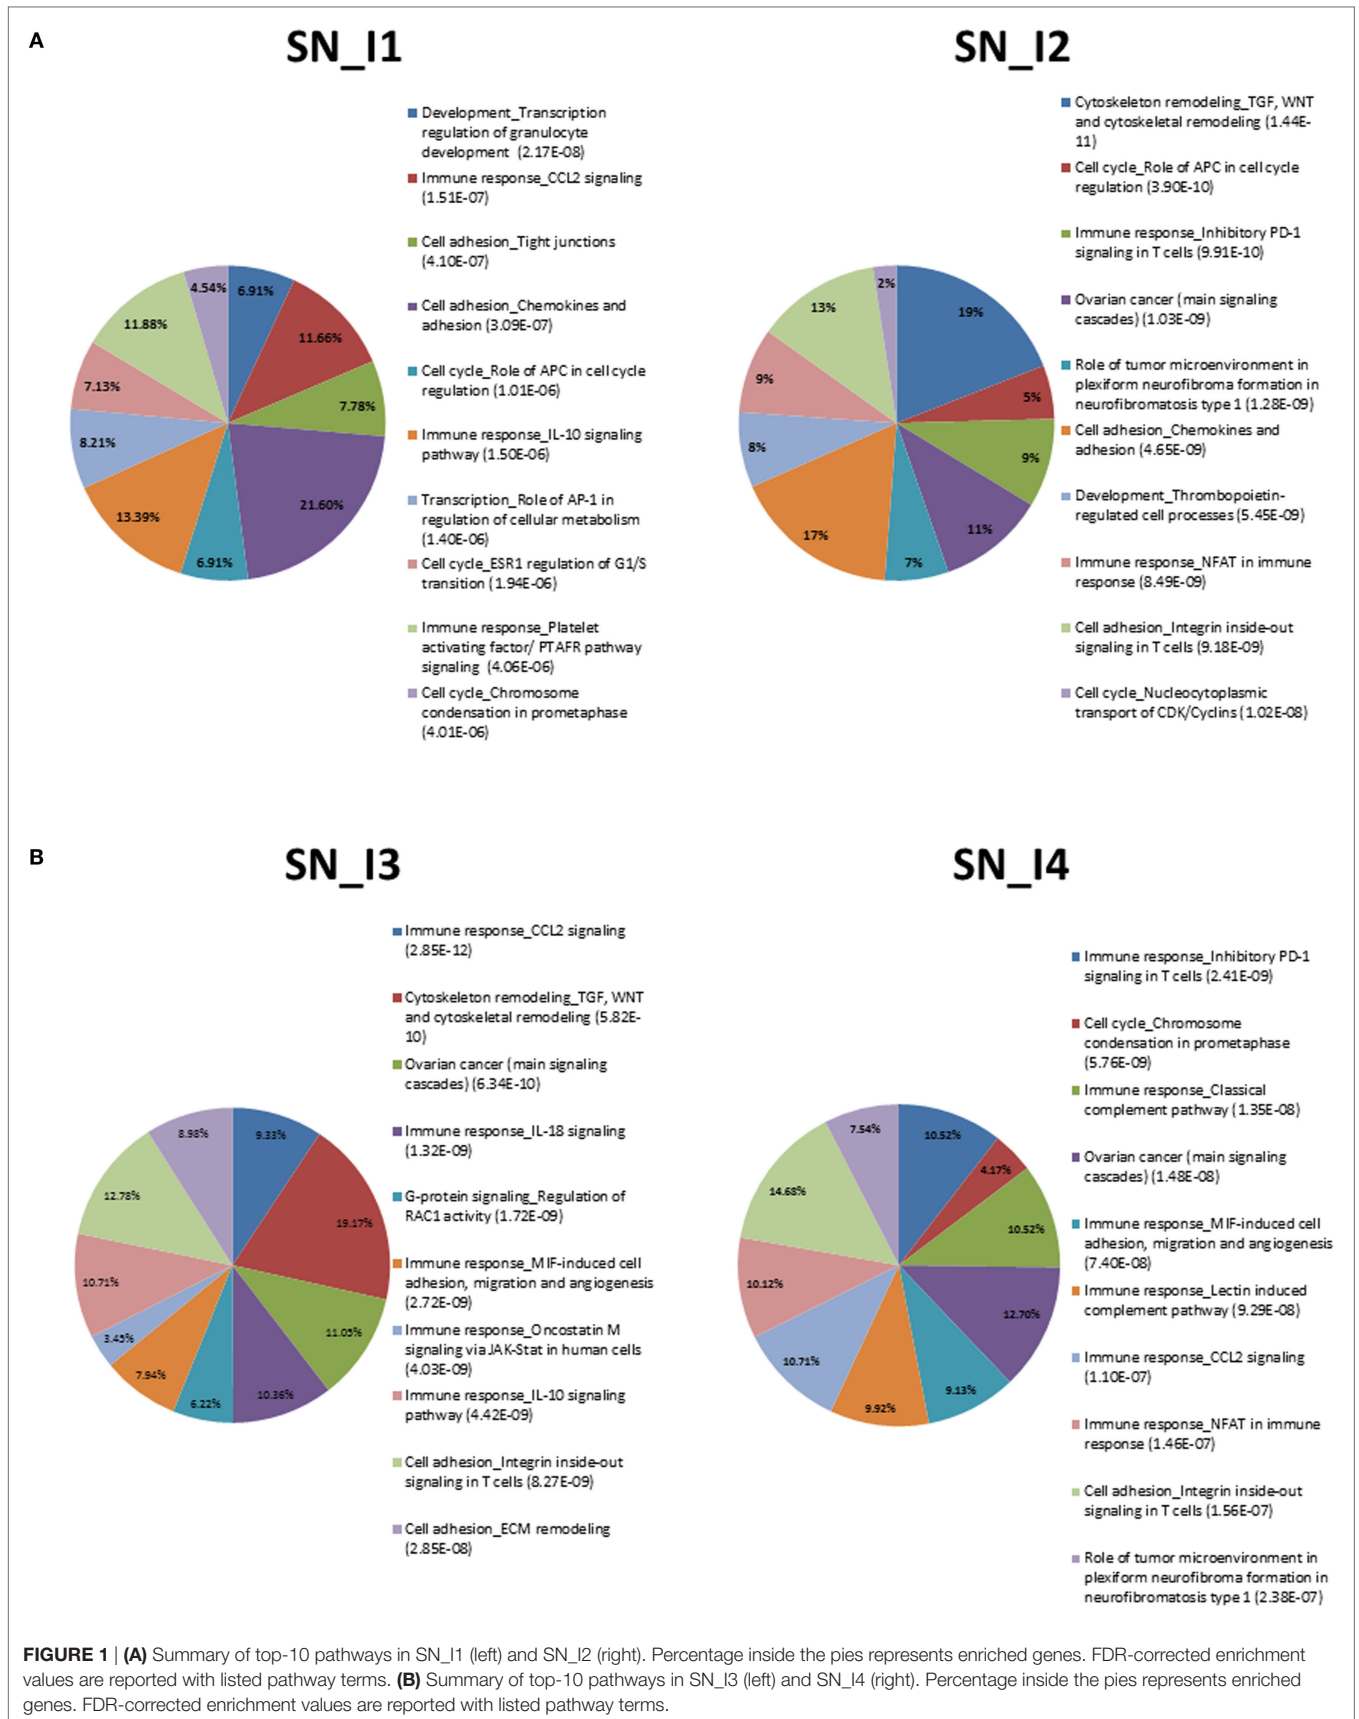 A
SN_I1
Development_Transcription
regulation of granulocyte
development (2.17E-08)
Immune response_CCL2 signaling
(1.51E-07)
Cell adhesion_Tight junctions
(4.10E-07)
Cell adhesion_Chemokines and
adhesion (3.09E-07)
Cell cycle_Role of APC in cell cycle
regulation (1.01E-06)
Immune response_IL-10 signaling
pathway (1.50E-06)
Transcription_Role of AP-1 in
regulation of cellular metabolism
(1.40E-06)
Cell cycle_ESR1 regulation of G1/S
transition (1.94E-06)
Immune response_Platelet
activating factor/ PTAFR pathway
signaling (4.06E-06)
Cell cycle_Chromosome
condensation in prometaphase
(4.01E-06)
6.91%
11.66%
7.78%
21.60%
6.91%
13.39%
8.21%
7.13%
11.88%
4.54%
SN_I2
Cytoskeleton remodeling_TGF, WNT
and cytoskeletal remodeling (1.44E-
11)
Cell cycle_Role of APC in cell cycle
regulation (3.90E-10)
Immune response_Inhibitory PD-1
signaling in T cells (9.91E-10)
Ovarian cancer (main signaling
cascades) (1.03E-09)
Role of tumor microenvironment in
plexiform neurofibroma formation in
neurofibromatosis type 1 (1.28E-09)
Cell adhesion_Chemokines and
adhesion (4.65E-09)
Development_Thrombopoietin-
regulated cell processes (5.45E-09)
Immune response_NFAT in immune
response (8.49E-09)
Cell adhesion_Integrin inside-out
signaling in T cells (9.18E-09)
Cell cycle_Nucleocytoplasmic
transport of CDK/Cyclins (1.02E-08)
19%
5%
9%
11%
7%
17%
8%
9%
13%
2%
B
SN_I3
Immune response_CCL2 signaling
(2.85E-12)
Cytoskeleton remodeling_TGF, WNT
and cytoskeletal remodeling (5.82E-
10)
Ovarian cancer (main signaling
cascades) (6.34E-10)
Immune response_IL-18 signaling
(1.32E-09)
G-protein signaling_Regulation of
RAC1 activity (1.72E-09)
Immune response_MIF-induced cell
adhesion, migration and angiogenesis
(2.72E-09)
Immune response_Oncostatin M
signaling via JAK-Stat in human cells
(4.03E-09)
Immune response_IL-10 signaling
pathway (4.42E-09)
Cell adhesion_Integrin inside-out
signaling in T cells (8.27E-09)
Cell adhesion_ECM remodeling
(2.85E-08)
9.33%
19.17%
11.05%
10.36%
6.22%
7.94%
3.45%
10.71%
12.78%
8.98%
SN_I4
Immune response_Inhibitory PD-1
signaling in T cells (2.41E-09)
Cell cycle_Chromosome
condensation in prometaphase
(5.76E-09)
Immune response_Classical
complement pathway (1.35E-08)
Ovarian cancer (main signaling
cascades) (1.48E-08)
Immune response_MIF-induced cell
adhesion, migration and angiogenesis
(7.40E-08)
Immune response_Lectin induced
complement pathway (9.29E-08)
Immune response_CCL2 signaling
(1.10E-07)
Immune response_NFAT in immune
response (1.46E-07)
Cell adhesion_Integrin inside-out
signaling in T cells (1.56E-07)
Role of tumor microenvironment in
plexiform neurofibroma formation in
neurofibromatosis type 1 (2.38E-07)
10.52%
4.17%
10.52%
12.70%
9.13%
9.92%
10.71%
10.12%
14.68%
7.54%
FIGURE 1 | (A) Summary of top-10 pathways in SN_I1 (left) and SN_I2 (right). Percentage inside the pies represents enriched genes. FDR-corrected enrichment
values are reported with listed pathway terms. (B) Summary of top-10 pathways in SN_I3 (left) and SN_I4 (right). Percentage inside the pies represents enriched
genes. FDR-corrected enrichment values are reported with listed pathway terms.